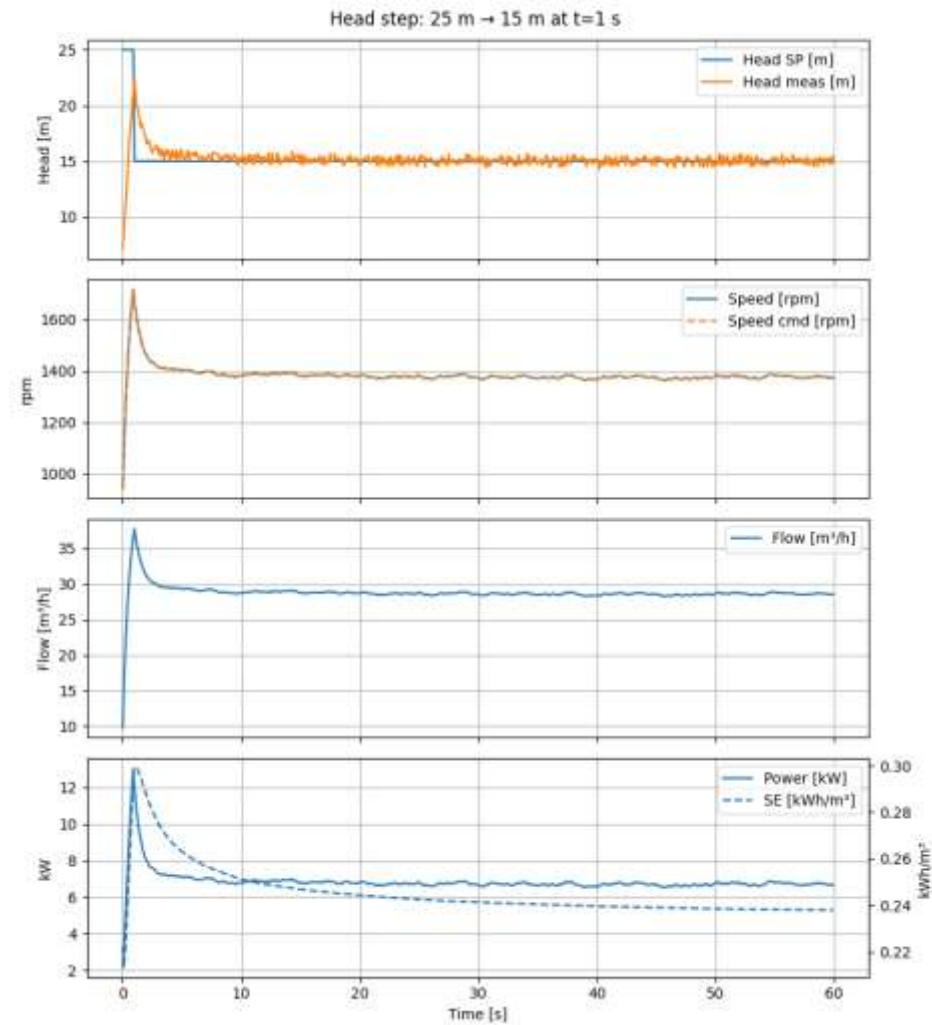 Head step: 25 m → 15 m at t=1 s
25
20
15
10
Head [m]
Head SP [m]
Head meas [m]
1600
1400
1200
1000
rpm
Speed [rpm]
Speed cmd [rpm]
35
30
25
20
15
10
Flow [m³/h]
Flow [m³/h]
12
10
8
6
4
2
kW
Power [kW]
SE [kWh/m³]
0.30
0.28
0.26
0.24
0.22
kWh/m³
0 10 20 30 40 50 60
Time [s]